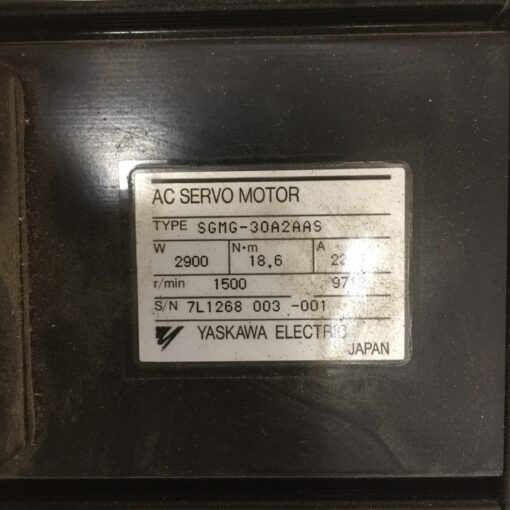 AC SERVO MOTOR
TYPE SGMG-30A2AAS
W N·m A
2900 18.6
r/min 1500
S/N 7L1268 003 -001
YASKAWA ELECTRIC
JAPAN